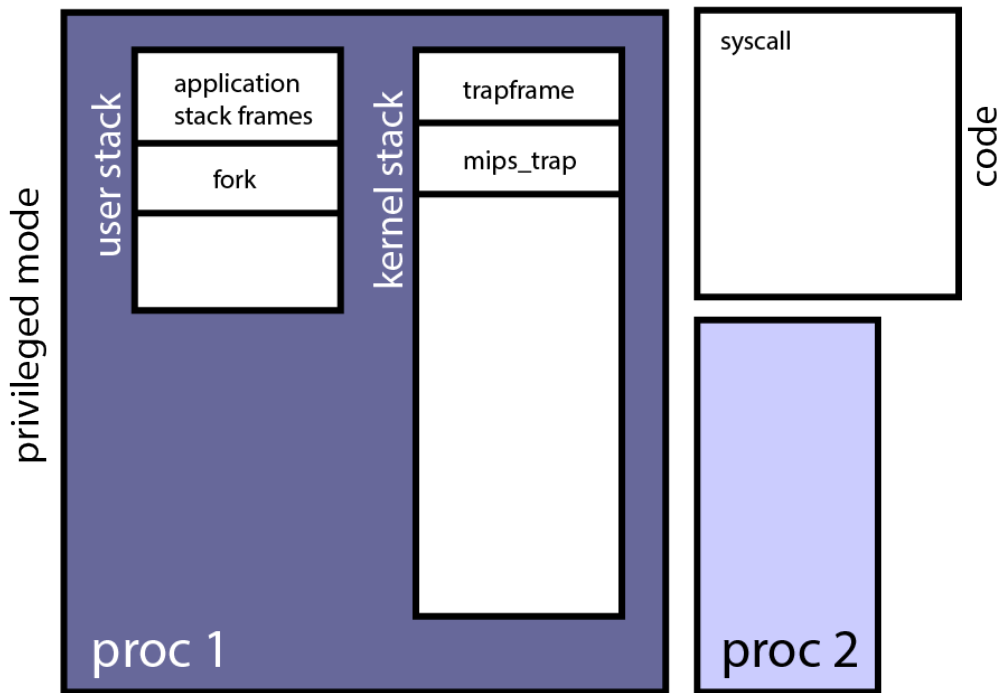 privileged mode
user stack
application
stack frames
fork
kernel stack
trapframe
mips_trap
proc 1
syscall
code
proc 2